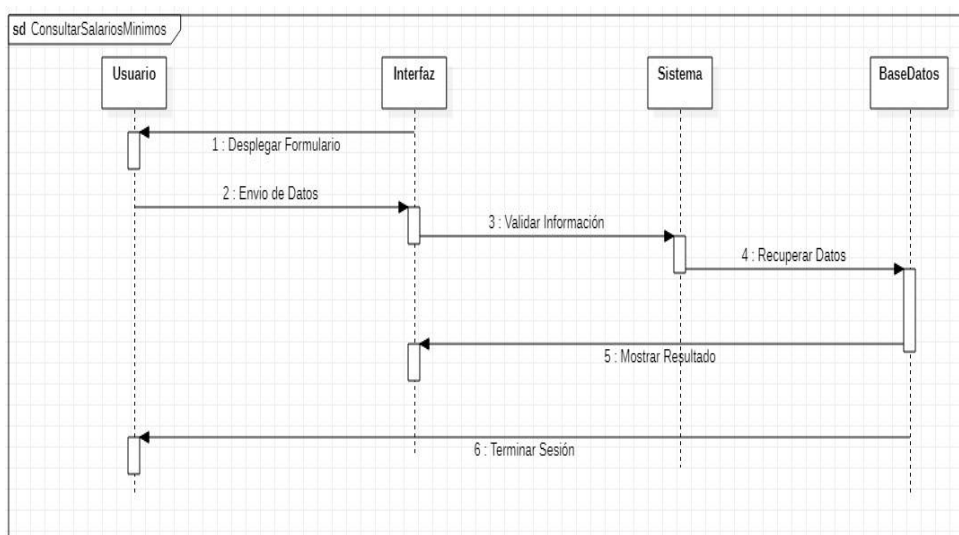 sd ConsultarSalariosMinimos
Usuario
Interfaz
Sistema
BaseDatos
1 : Desplegar Formulario
2 : Envio de Datos
3 : Validar Información
4 : Recuperar Datos
5 : Mostrar Resultado
6 : Terminar Sesión